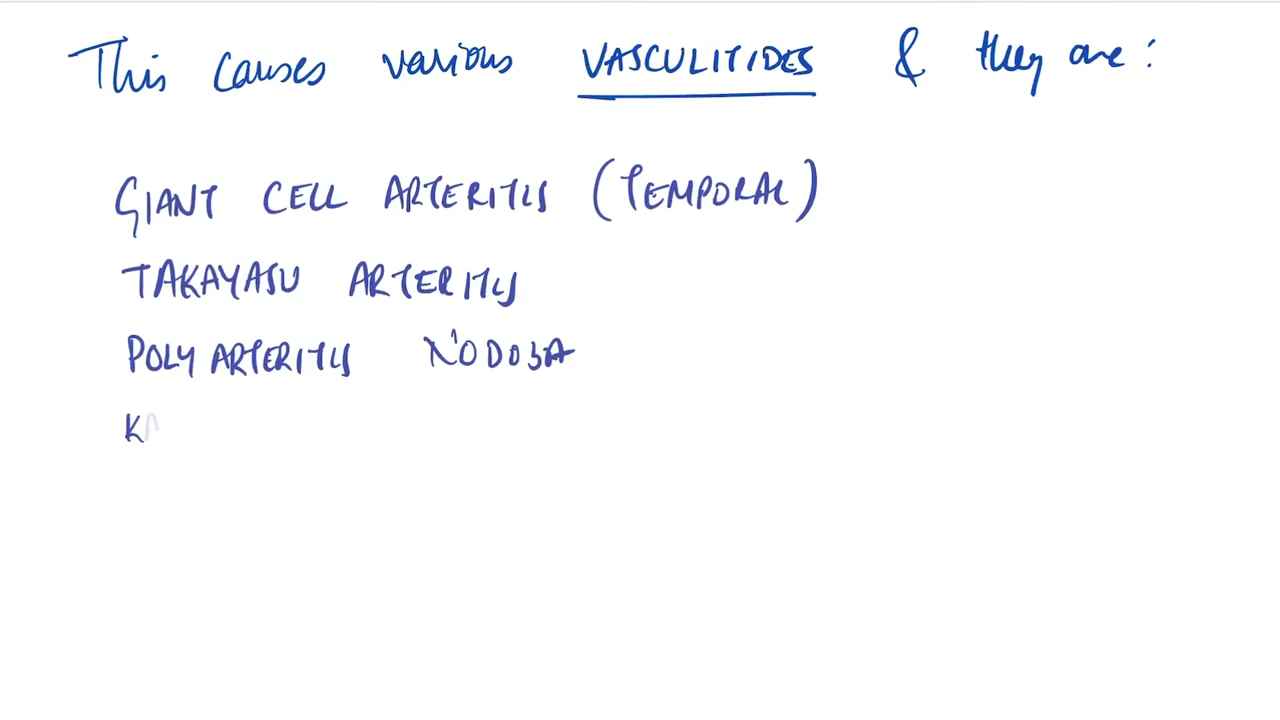 This causes various VASCULITIDES & they are:
GIANT CELL ARTERITIS (TEMPORAL)
TAKAYASU ARTERITIS
POLYARTERITIS NODOSA
K